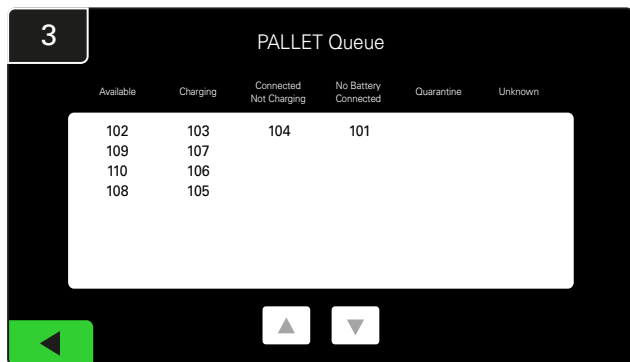 3
PALLET Queue
Available Charging Connected Not Charging No Battery Connected Quarantine Unknown
102 103 104 101
109 107
110 106
108 105